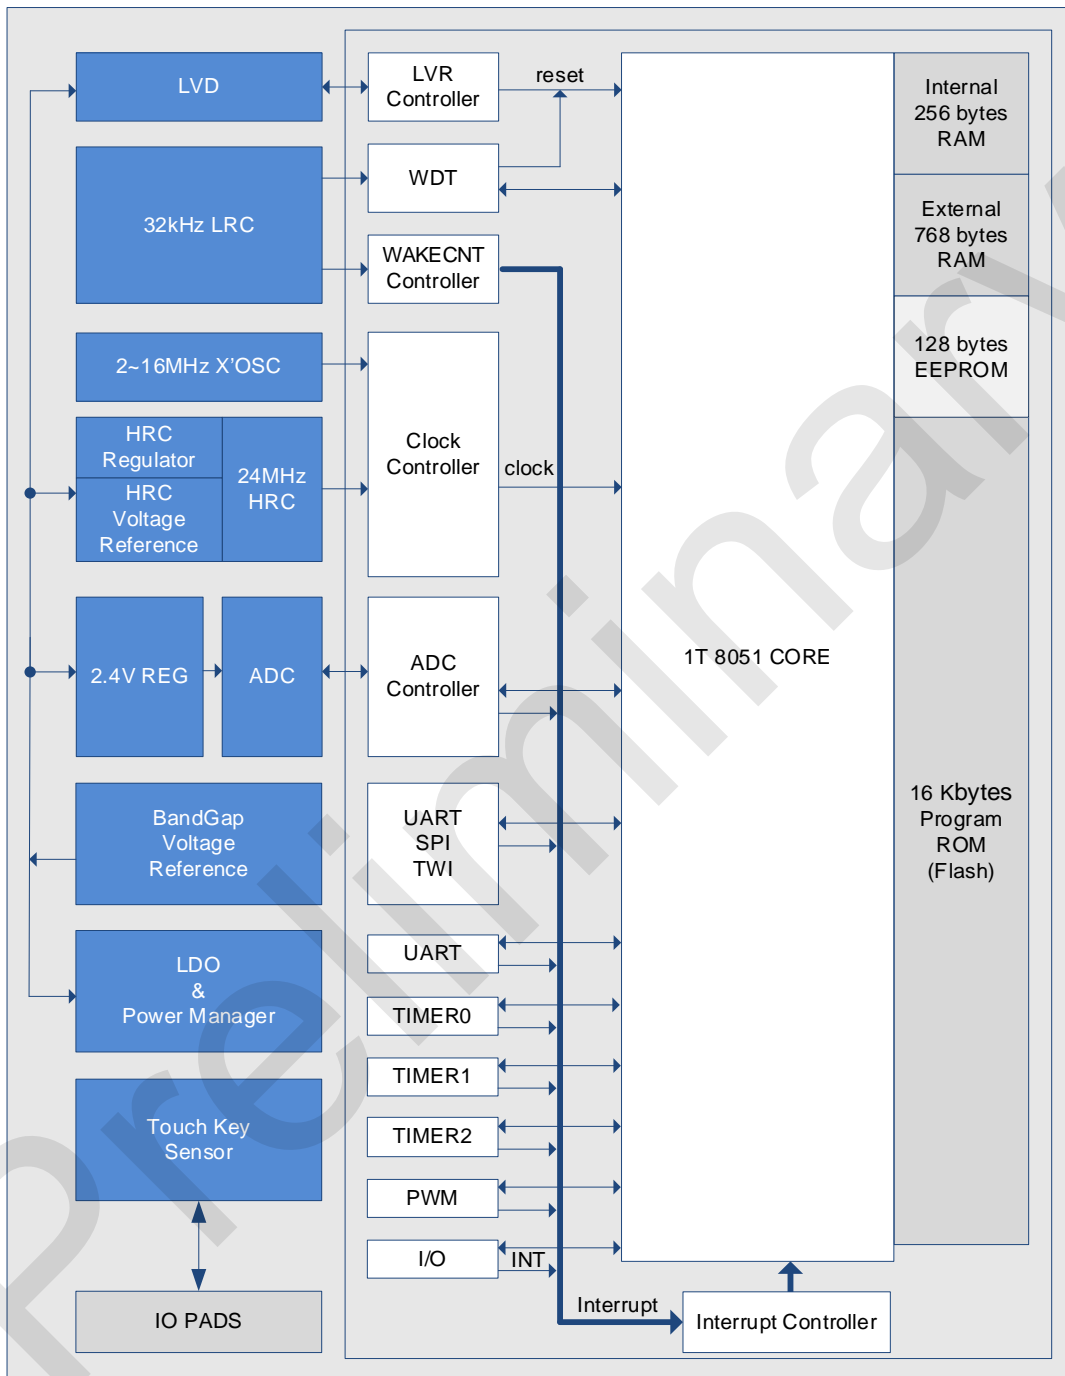 LVD
LVR
Controller
reset
Internal
256 bytes
RAM
32kHz LRC
WDT
External
768 bytes
RAM
WAKECNT
Controller
2~16MHz X'OSC
128 bytes
EEPROM
HRC
Regulator
HRC
Voltage
Reference
24MHz
HRC
Clock
Controller
clock
2.4V REG
ADC
ADC
Controller
1T 8051 CORE
BandGap
Voltage
Reference
UART
SPI
TWI
16 Kbytes
Program
ROM
(Flash)
LDO
&
Power Manager
UART
TIMER0
TIMER1
Touch Key
Sensor
TIMER2
PWM
I/O
INT
IO PADS
Interrupt
Interrupt Controller
Preliminary